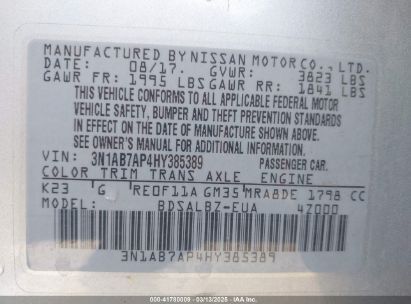 MANUFACTURED BY NISSAN MOTOR CO., LTD.
DATE: 08/17. GVWR: 3823 LBS
GAWR FR: 1995 LBS GAWR RR: 1841 LBS
THIS VEHICLE CONFORMS TO ALL APPLICABLE FEDERAL MOTOR
VEHICLE SAFETY, BUMPER AND THEFT PREVENTION STANDARDS
IN EFFECT ON THE DATE OF MANUFACTURE SHOWN ABOVE.
SEE OWNER'S MANUAL FOR ADDITIONAL INFORMATION.
VIN: 3N1AB7AP4HY385389 PASSENGER CAR
COLOR TRIM TRANS AXLE ENGINE
K23 G RE0F11A GM35 MRA8DE 1798 CC
MODEL: BDSALBZ-EUA 4Z000
3N1AB7AP4HY385389
000-41780009 - 03/13/2025 - IAAI.COM